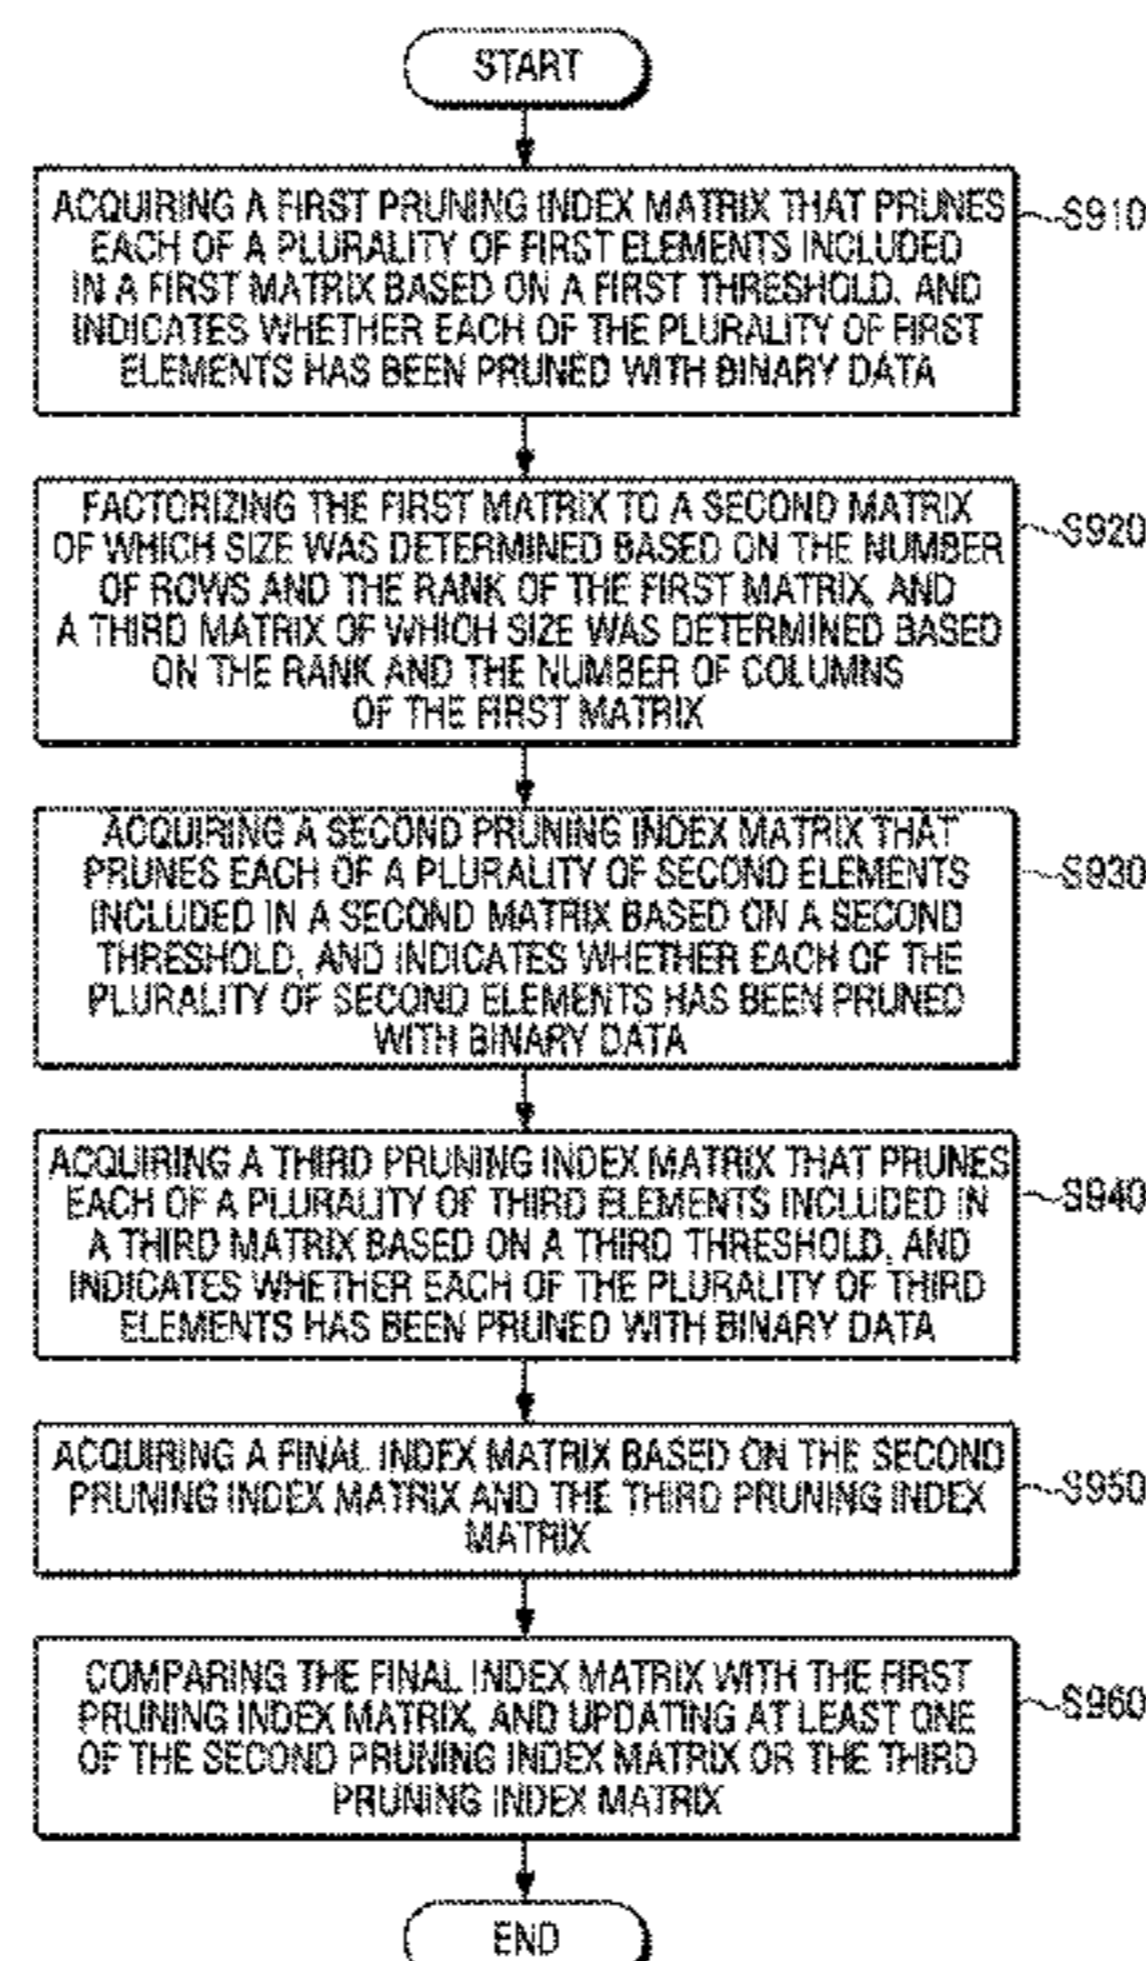 START
ACQUIRING A FIRST PRUNING INDEX MATRIX THAT PRUNES
EACH OF A PLURALITY OF FIRST ELEMENTS INCLUDED
IN A FIRST MATRIX BASED ON A FIRST THRESHOLD, AND
INDICATES WHETHER EACH OF THE PLURALITY OF FIRST
ELEMENTS HAS BEEN PRUNED WITH BINARY DATA
S910
FACTORIZING THE FIRST MATRIX TO A SECOND MATRIX
OF WHICH SIZE WAS DETERMINED BASED ON THE NUMBER
OF ROWS AND THE RANK OF THE FIRST MATRIX, AND
A THIRD MATRIX OF WHICH SIZE WAS DETERMINED BASED
ON THE RANK AND THE NUMBER OF COLUMNS
OF THE FIRST MATRIX
S920
ACQUIRING A SECOND PRUNING INDEX MATRIX THAT
PRUNES EACH OF A PLURALITY OF SECOND ELEMENTS
INCLUDED IN A SECOND MATRIX BASED ON A SECOND
THRESHOLD, AND INDICATES WHETHER EACH OF THE
PLURALITY OF SECOND ELEMENTS HAS BEEN PRUNED
WITH BINARY DATA
S930
ACQUIRING A THIRD PRUNING INDEX MATRIX THAT PRUNES
EACH OF A PLURALITY OF THIRD ELEMENTS INCLUDED IN
A THIRD MATRIX BASED ON A THIRD THRESHOLD, AND
INDICATES WHETHER EACH OF THE PLURALITY OF THIRD
ELEMENTS HAS BEEN PRUNED WITH BINARY DATA
S940
ACQUIRING A FINAL INDEX MATRIX BASED ON THE SECOND
PRUNING INDEX MATRIX AND THE THIRD PRUNING INDEX
MATRIX
S950
COMPARING THE FINAL INDEX MATRIX WITH THE FIRST
PRUNING INDEX MATRIX, AND UPDATING AT LEAST ONE
OF THE SECOND PRUNING INDEX MATRIX OR THE THIRD
PRUNING INDEX MATRIX
S960
END